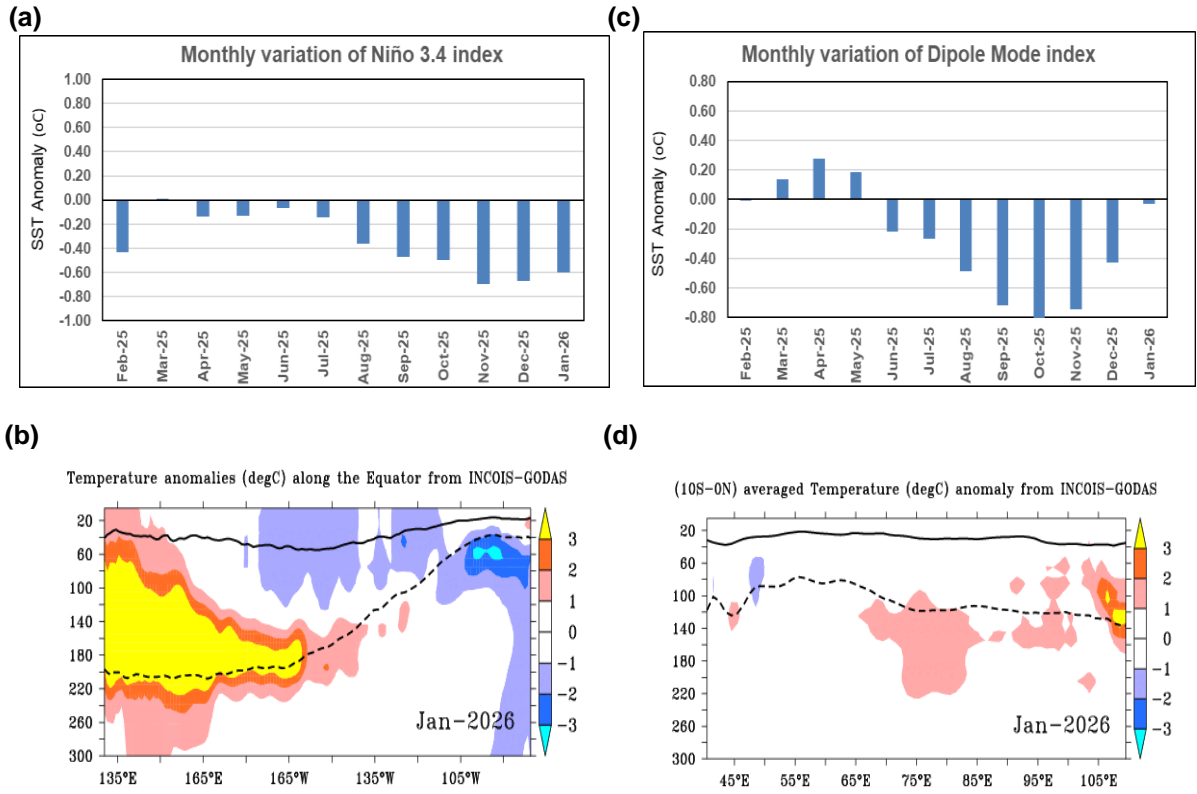 (a)
Monthly variation of Niño 3.4 index
SST Anomaly (oC)
1.00
0.80
0.60
0.40
0.20
0.00
-0.20
-0.40
-0.60
-0.80
-1.00
Feb-25
Mar-25
Apr-25
May-25
Jun-25
Jul-25
Aug-25
Sep-25
Oct-25
Nov-25
Dec-25
Jan-26
(c)
Monthly variation of Dipole Mode index
SST Anomaly (oC)
0.80
0.60
0.40
0.20
0.00
-0.20
-0.40
-0.60
-0.80
Feb-25
Mar-25
Apr-25
May-25
Jun-25
Jul-25
Aug-25
Sep-25
Oct-25
Nov-25
Dec-25
Jan-26
(b)
Temperature anomalies (degC) along the Equator from INCOIS-GODAS
20
60
100
140
180
220
260
300
Jan-2026
135°E
165°E
165°W
135°W
105°W
3
2
1
0
-1
-2
-3
(d)
(10S-0N) averaged Temperature (degC) anomaly from INCOIS-GODAS
20
60
100
140
180
220
260
300
Jan-2026
45°E
55°E
65°E
75°E
85°E
95°E
105°E
3
2
1
0
-1
-2
-3